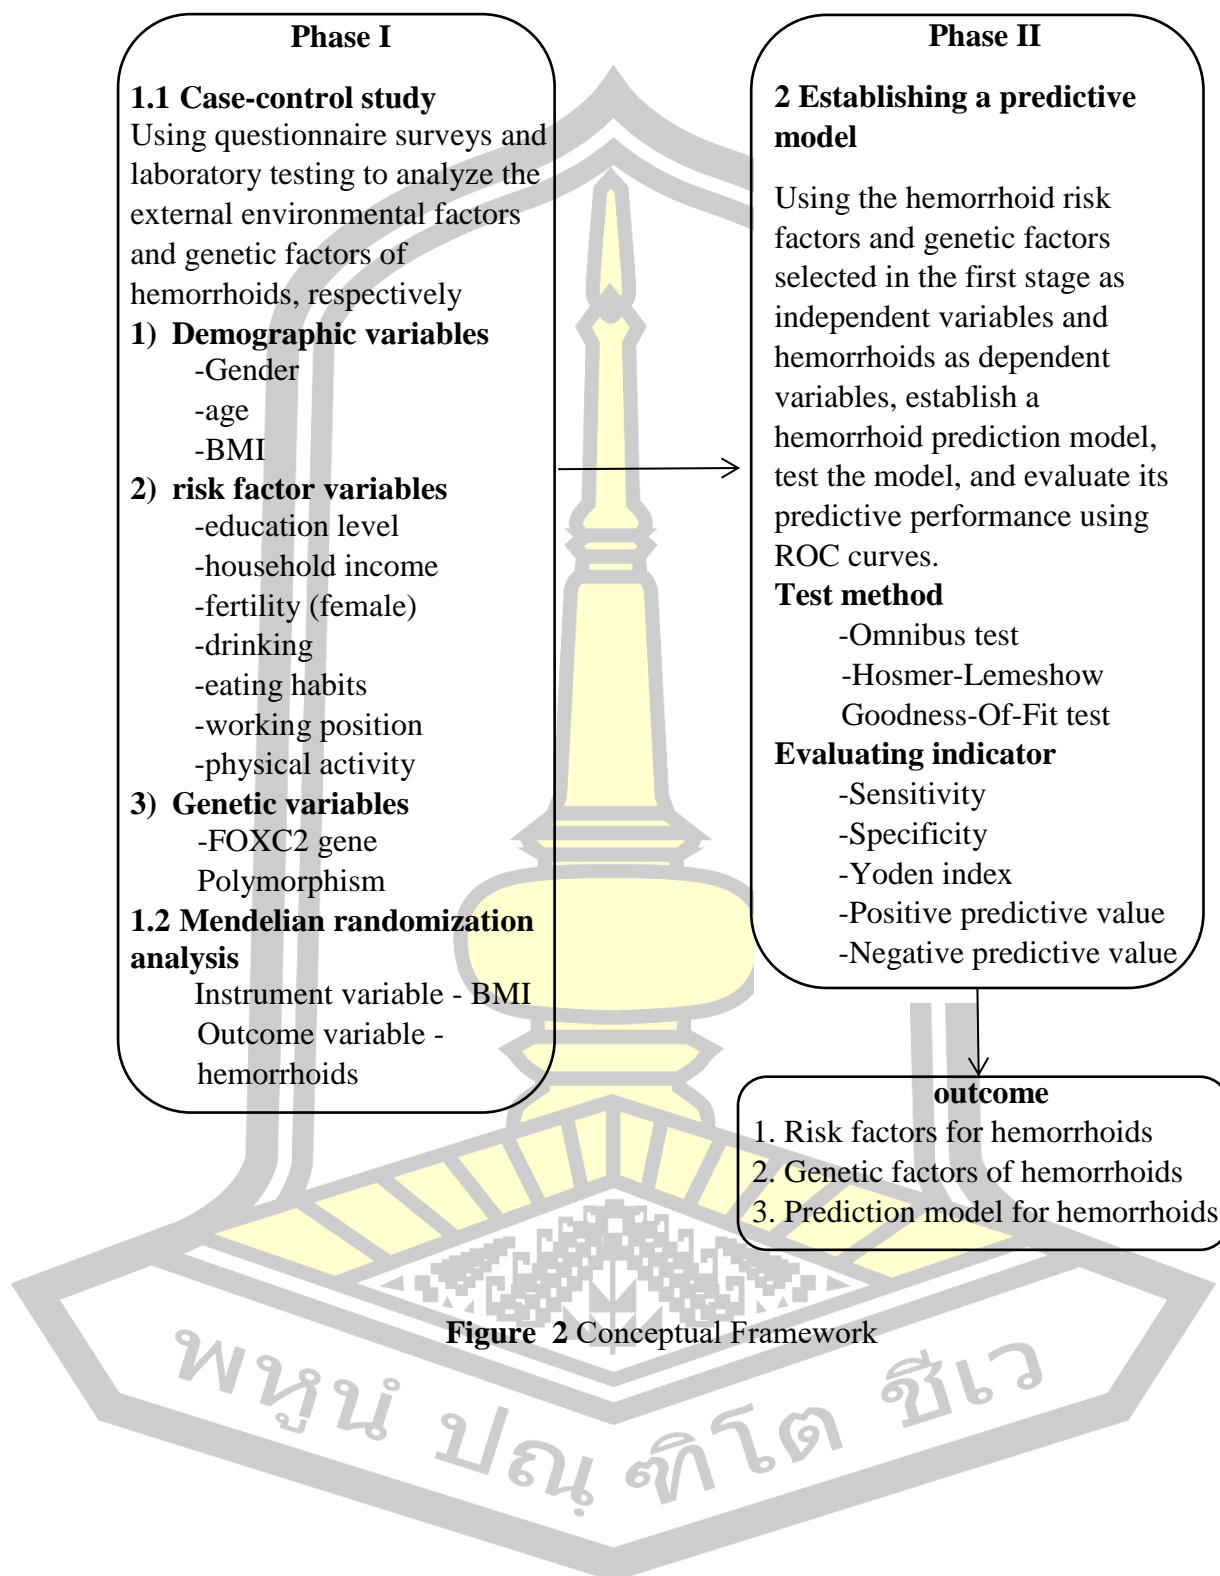 Phase I
1.1 Case-control study
Using questionnaire surveys and
laboratory testing to analyze the
external environmental factors
and genetic factors of
hemorrhoids, respectively
1) Demographic variables
-Gender
-age
-BMI
2) risk factor variables
-education level
-household income
-fertility (female)
-drinking
-eating habits
-working position
-physical activity
3) Genetic variables
-FOXC2 gene
Polymorphism
1.2 Mendelian randomization
analysis
Instrument variable - BMI
Outcome variable -
hemorrhoids
Phase II
2 Establishing a predictive
model
Using the hemorrhoid risk
factors and genetic factors
selected in the first stage as
independent variables and
hemorrhoids as dependent
variables, establish a
hemorrhoid prediction model,
test the model, and evaluate its
predictive performance using
ROC curves.
Test method
-Omnibus test
-Hosmer-Lemeshow
Goodness-Of-Fit test
Evaluating indicator
-Sensitivity
-Specificity
-Yoden index
-Positive predictive value
-Negative predictive value
outcome
1. Risk factors for hemorrhoids
2. Genetic factors of hemorrhoids
3. Prediction model for hemorrhoids
Figure 2 Conceptual Framework
พหูนํ ปณฺฑิโต ชีเว